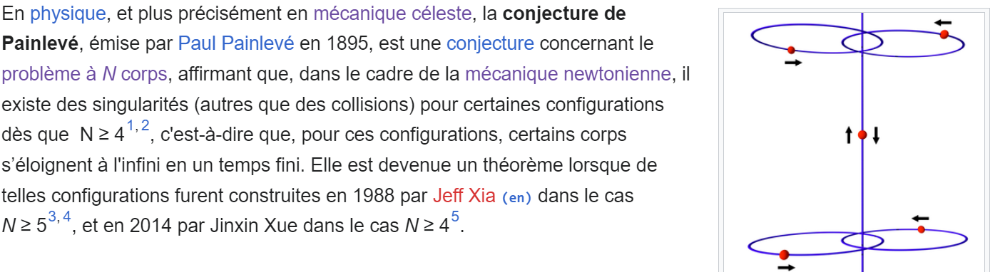 En physique, et plus précisément en mécanique céleste, la conjecture de
Painlevé, émise par Paul Painlevé en 1895, est une conjecture concernant le
problème à N corps, affirmant que, dans le cadre de la mécanique newtonienne, il
existe des singularités (autres que des collisions) pour certaines configurations
dès que N ≥ 4 1, 2, c'est-à-dire que, pour ces configurations, certains corps
s’éloignent à l'infini en un temps fini. Elle est devenue un théorème lorsque de
telles configurations furent construites en 1988 par Jeff Xia (en) dans le cas
N ≥ 5 3, 4, et en 2014 par Jinxin Xue dans le cas N ≥ 4 5.